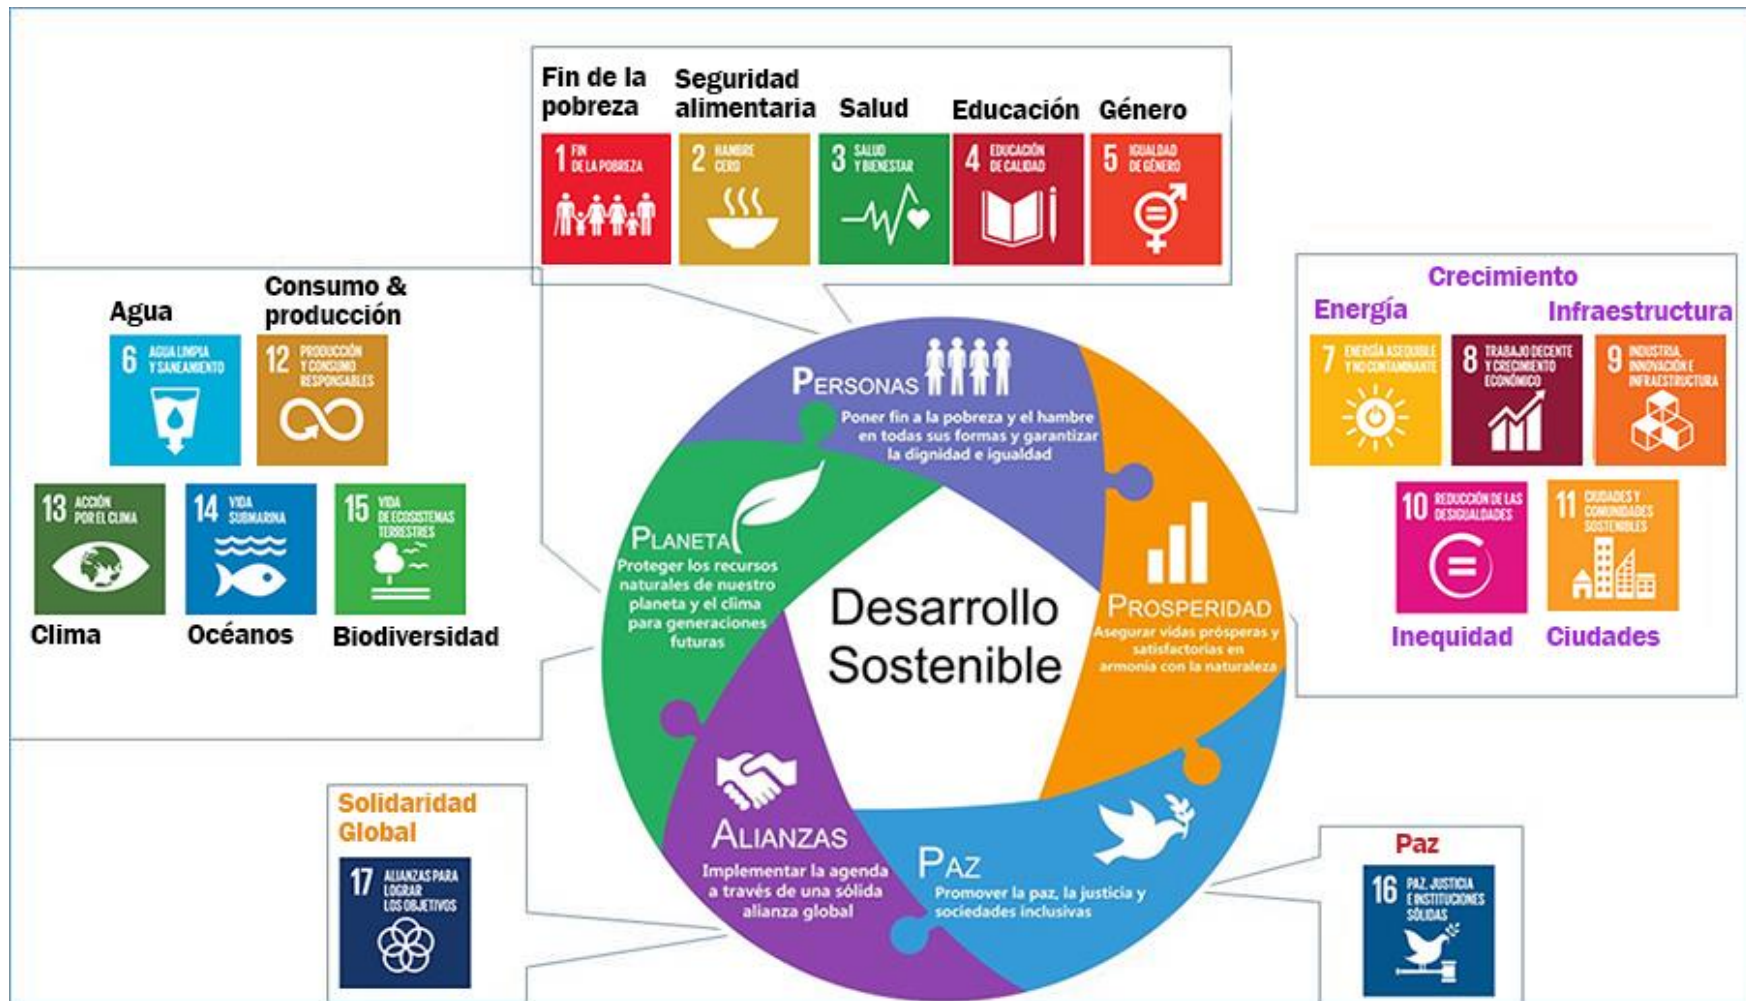 Fin de la
pobreza
Seguridad
alimentaria
Salud
Educación
Género
1 FIN
DE LA POBREZA
2 HAMBRE
CERO
3 SALUD
Y BIENESTAR
4 EDUCACIÓN
DE CALIDAD
5 IGUALDAD
DE GÉNERO
Agua
Consumo &
producción
6 AGUA LIMPIA
Y SANEAMIENTO
12 PRODUCCIÓN
Y CONSUMO
RESPONSABLES
13 ACCIÓN
POR EL CLIMA
14 VIDA
SUBMARINA
15 VIDA
DE ECOSISTEMAS
TERRESTRES
Clima
Océanos
Biodiversidad
Crecimiento
Energía
Infraestructura
7 ENERGÍA ASEQUIBLE
Y NO CONTAMINANTE
8 TRABAJO DECENTE
Y CRECIMIENTO
ECONÓMICO
9 INDUSTRIA,
INNOVACIÓN E
INFRAESTRUCTURA
10 REDUCCIÓN DE LAS
DESIGUALDADES
11 CIUDADES Y
COMUNIDADES
SOSTENIBLES
Inequidad
Ciudades
PERSONAS
Poner fin a la pobreza y el hambre
en todas sus formas y garantizar
la dignidad e igualdad
PLANETA
Proteger los recursos
naturales de nuestro
planeta y el clima
para generaciones
futuras
Desarrollo
Sostenible
PROSPERIDAD
Asegurar vidas prósperas y
satisfactorias en
armonía con la naturaleza
ALIANZAS
Implementar la agenda
a través de una sólida
alianza global
PAZ
Promover la paz, la justicia y
sociedades inclusivas
Solidaridad
Global
17 ALIANZAS PARA
LOGRAR
LOS OBJETIVOS
Paz
16 PAZ, JUSTICIA
E INSTITUCIONES
SÓLIDAS